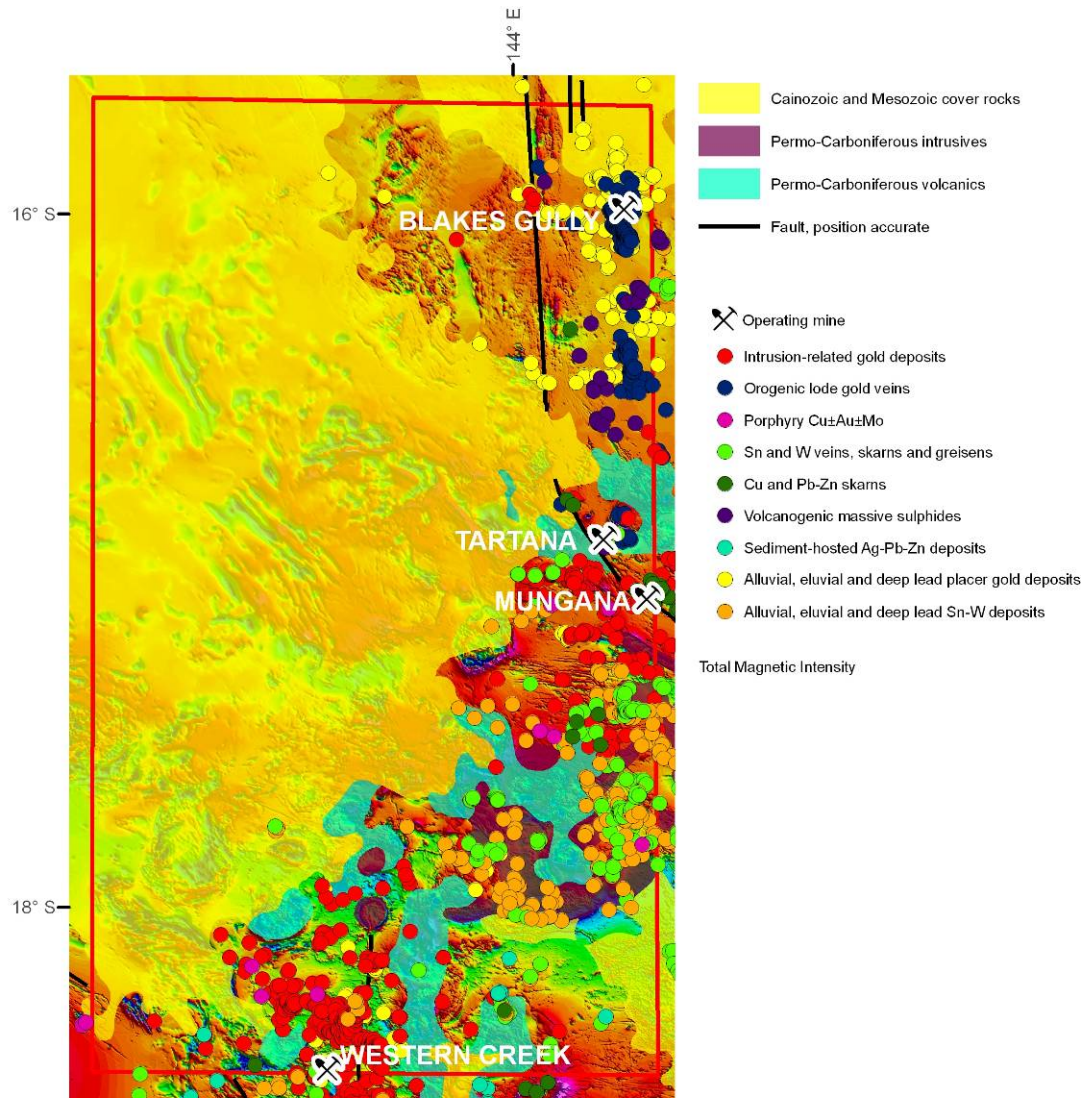 144° E
16° S
18° S
BLAKES GULLY
TARTANA
MUNGANA
WESTERN CREEK
Cainozoic and Mesozoic cover rocks
Permo-Carboniferous intrusives
Permo-Carboniferous volcanics
Fault, position accurate
Operating mine
Intrusion-related gold deposits
Orogenic lode gold veins
Porphyry Cu±Au±Mo
Sn and W veins, skarns and greisens
Cu and Pb-Zn skarns
Volcanogenic massive sulphides
Sediment-hosted Ag-Pb-Zn deposits
Alluvial, eluvial and deep lead placer gold deposits
Alluvial, eluvial and deep lead Sn-W deposits
Total Magnetic Intensity